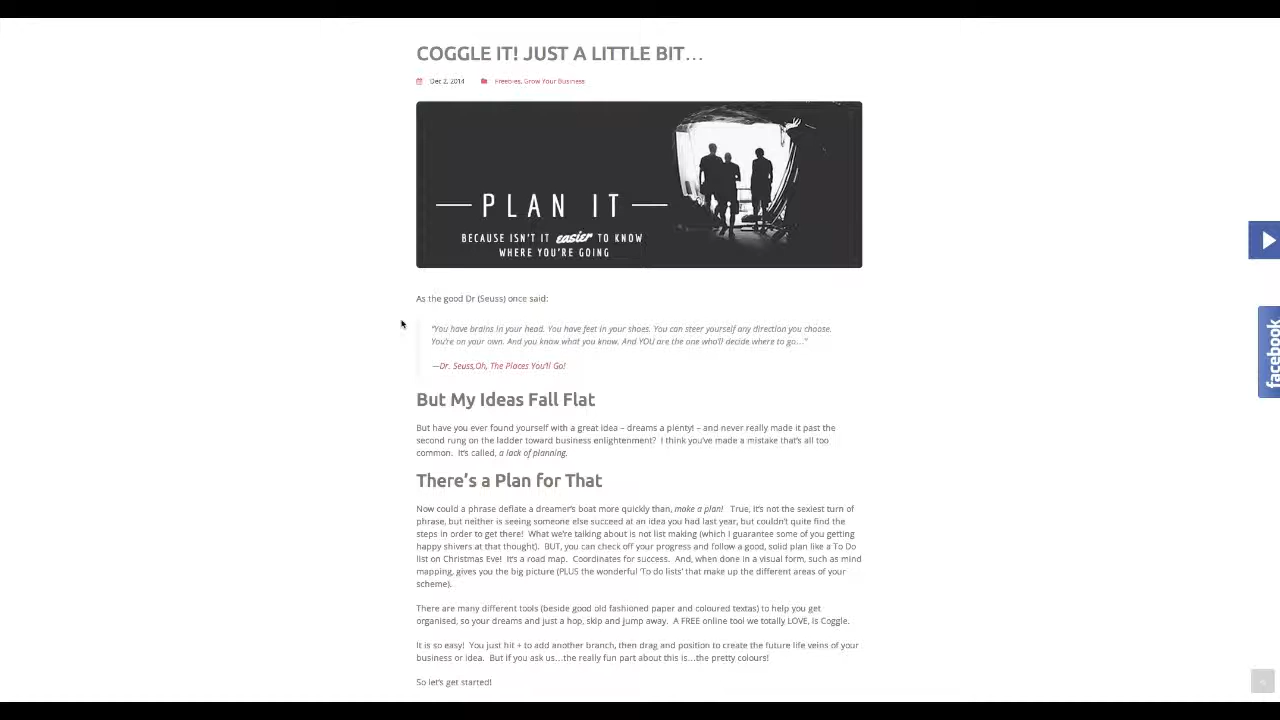 COGGLE IT! JUST A LITTLE BIT…
Dec 2, 2014 Freebies, Grow Your Business
PLAN IT
BECAUSE ISN'T IT easier TO KNOW
WHERE YOU'RE GOING
As the good Dr (Seuss) once said:
"You have brains in your head. You have feet in your shoes. You can steer yourself any direction you choose.
You're on your own. And you know what you know. And YOU are the one who'll decide where to go…"
—Dr. Seuss,Oh, The Places You'll Go!
But My Ideas Fall Flat
But have you ever found yourself with a great idea – dreams a plenty! – and never really made it past the
second rung on the ladder toward business enlightenment? I think you've made a mistake that's all too
common. It's called, a lack of planning.
There's a Plan for That
Now could a phrase deflate a dreamer's boat more quickly than, make a plan! True, it's not the sexiest turn of
phrase, but neither is seeing someone else succeed at an idea you had last year, but couldn't quite find the
steps in order to get there! What we're talking about is not list making (which I guarantee some of you getting
happy shivers at that thought). BUT, you can check off your progress and follow a good, solid plan like a To Do
list on Christmas Eve! It's a road map. Coordinates for success. And, when done in a visual form, such as mind
mapping, gives you the big picture (PLUS the wonderful 'To do lists' that make up the different areas of your
scheme).
There are many different tools (beside good old fashioned paper and coloured textas) to help you get
organised, so your dreams and just a hop, skip and jump away. A FREE online tool we totally LOVE, is Coggle.
It is so easy! You just hit + to add another branch, then drag and position to create the future life veins of your
business or idea. But if you ask us…the really fun part about this is…the pretty colours!
So let's get started!
facebook